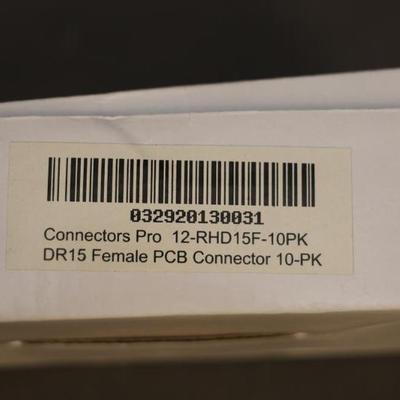 032920130031
Connectors Pro 12-RHD15F-10PK
DR15 Female PCB Connector 10-PK